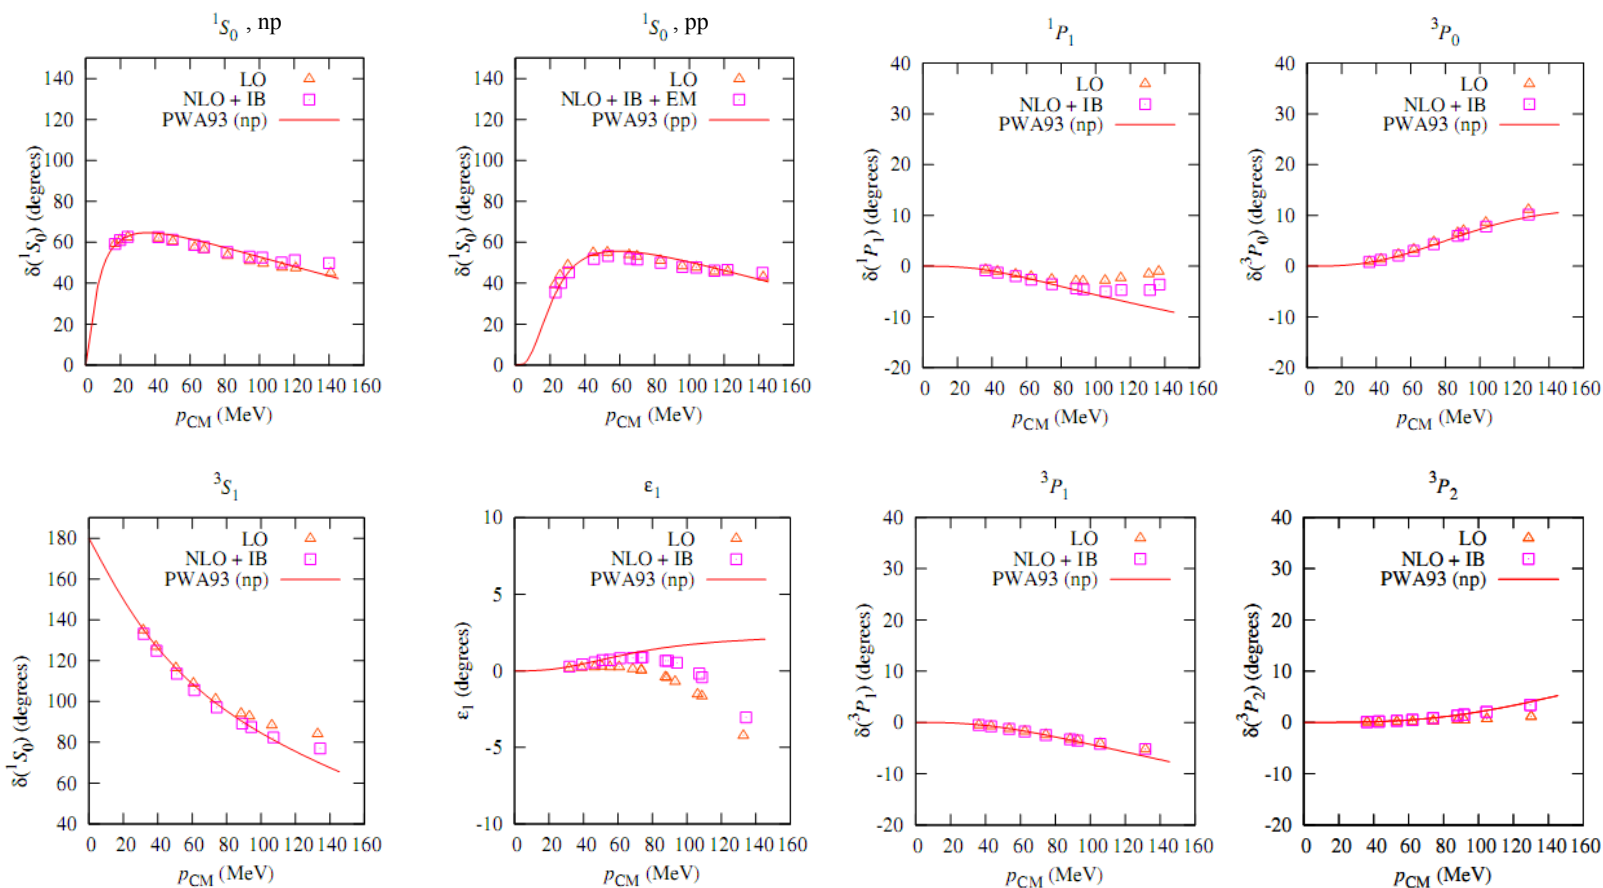 ¹S₀ , np
δ(¹S₀) (degrees)
140
120
100
80
60
40
20
0
LO
NLO + IB
PWA93 (np)
0 20 40 60 80 100 120 140 160
p_CM (MeV)
¹S₀ , pp
δ(¹S₀) (degrees)
140
120
100
80
60
40
20
0
LO
NLO + IB + EM
PWA93 (pp)
0 20 40 60 80 100 120 140 160
p_CM (MeV)
¹P₁
δ(¹P₁) (degrees)
40
30
20
10
0
-10
-20
LO
NLO + IB
PWA93 (np)
0 20 40 60 80 100 120 140 160
p_CM (MeV)
³P₀
δ(³P₀) (degrees)
40
30
20
10
0
-10
-20
LO
NLO + IB
PWA93 (np)
0 20 40 60 80 100 120 140 160
p_CM (MeV)
³S₁
δ(¹S₀) (degrees)
180
160
140
120
100
80
60
40
LO
NLO + IB
PWA93 (np)
0 20 40 60 80 100 120 140 160
p_CM (MeV)
ε₁
ε₁ (degrees)
10
5
0
-5
-10
LO
NLO + IB
PWA93 (np)
0 20 40 60 80 100 120 140 160
p_CM (MeV)
³P₁
δ(³P₁) (degrees)
40
30
20
10
0
-10
-20
LO
NLO + IB
PWA93 (np)
0 20 40 60 80 100 120 140 160
p_CM (MeV)
³P₂
δ(³P₂) (degrees)
40
30
20
10
0
-10
-20
LO
NLO + IB
PWA93 (np)
0 20 40 60 80 100 120 140 160
p_CM (MeV)